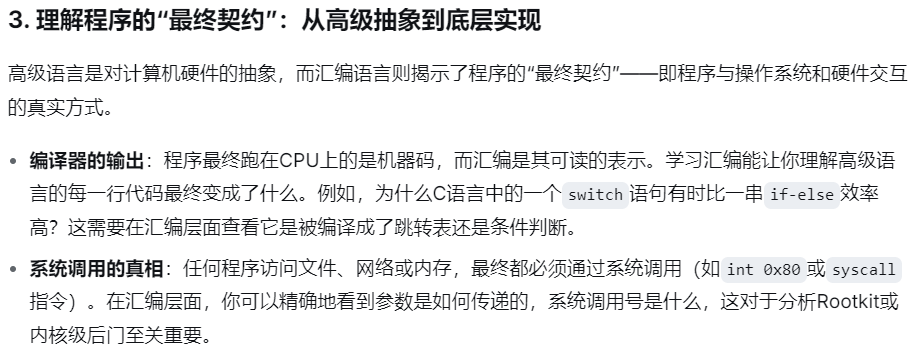 3. 理解程序的“最终契约”：从高级抽象到底层实现
高级语言是对计算机硬件的抽象，而汇编语言则揭示了程序的“最终契约”——即程序与操作系统和硬件交互
的真实方式。
• 编译器的输出：程序最终跑在CPU上的是机器码，而汇编是其可读的表示。学习汇编能让你理解高级语
言的每一行代码最终变成了什么。例如，为什么C语言中的一个 switch 语句有时比一串 if-else 效率
高？这需要在汇编层面查看它是被编译成了跳转表还是条件判断。
• 系统调用的真相：任何程序访问文件、网络或内存，最终都必须通过系统调用（如 int 0x80 或 syscall
指令）。在汇编层面，你可以精确地看到参数是如何传递的，系统调用号是什么，这对于分析Rootkit或
内核级后门至关重要。